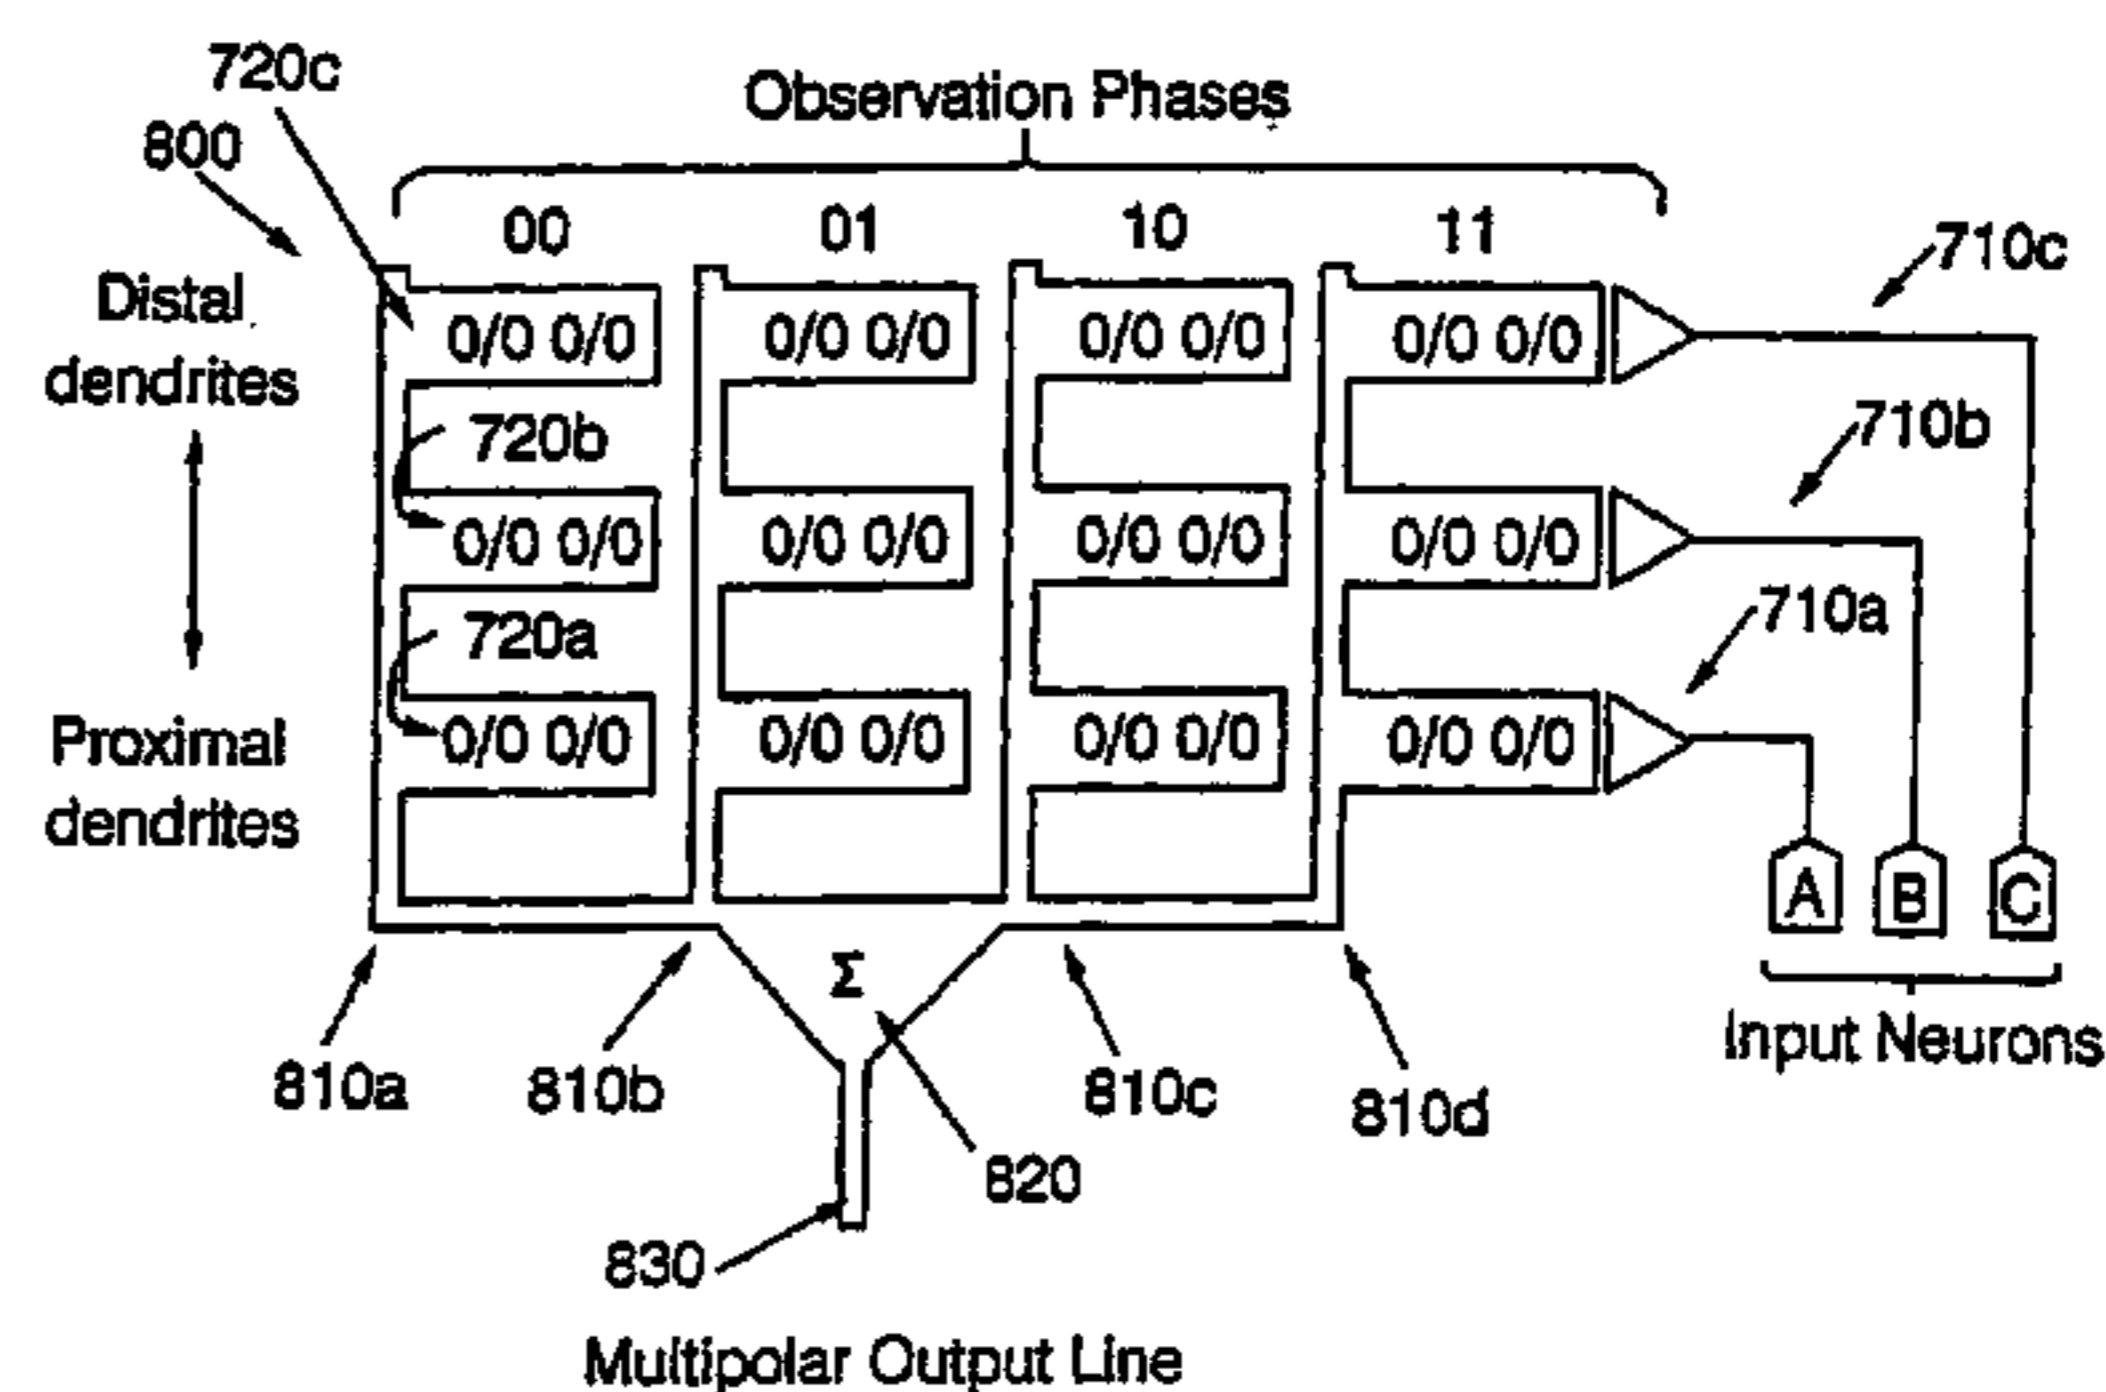 720c
Observation Phases
800
00 01 10 11
710c
Distal
dendrites
0/0 0/0 0/0 0/0 0/0 0/0 0/0 0/0
720b
710b
0/0 0/0 0/0 0/0 0/0 0/0 0/0 0/0
720a
710a
Proximal
dendrites
0/0 0/0 0/0 0/0 0/0 0/0 0/0 0/0
A B C
Σ
Input Neurons
810a 810b 810c 810d
820
830
Multipolar Output Line